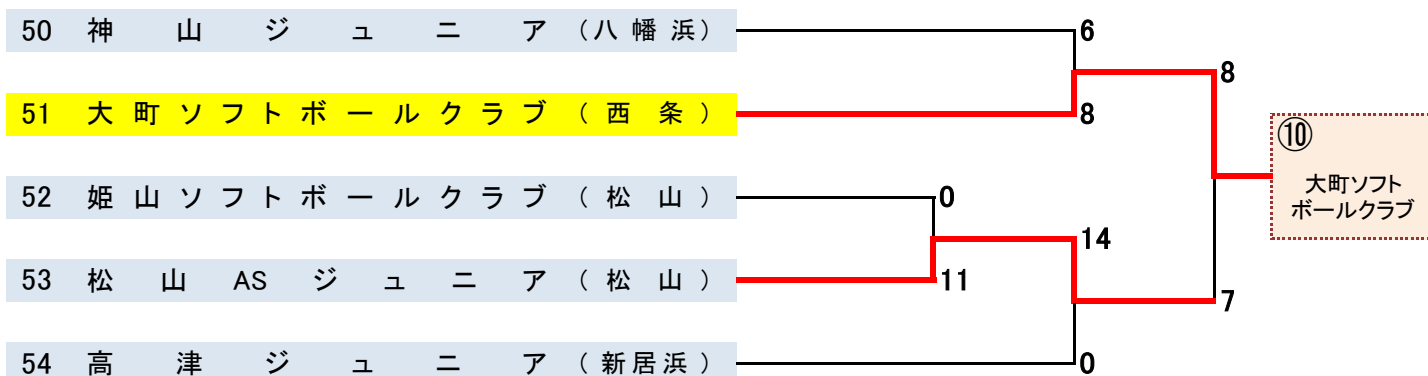 50 神山ジュニア（八幡浜） 6
8
51 大町ソフトボールクラブ（西条） 8
⑩
大町ソフト
ボールクラブ
52 姫山ソフトボールクラブ（松山） 0
14
53 松山ASジュニア（松山） 11
7
54 高津ジュニア（新居浜） 0